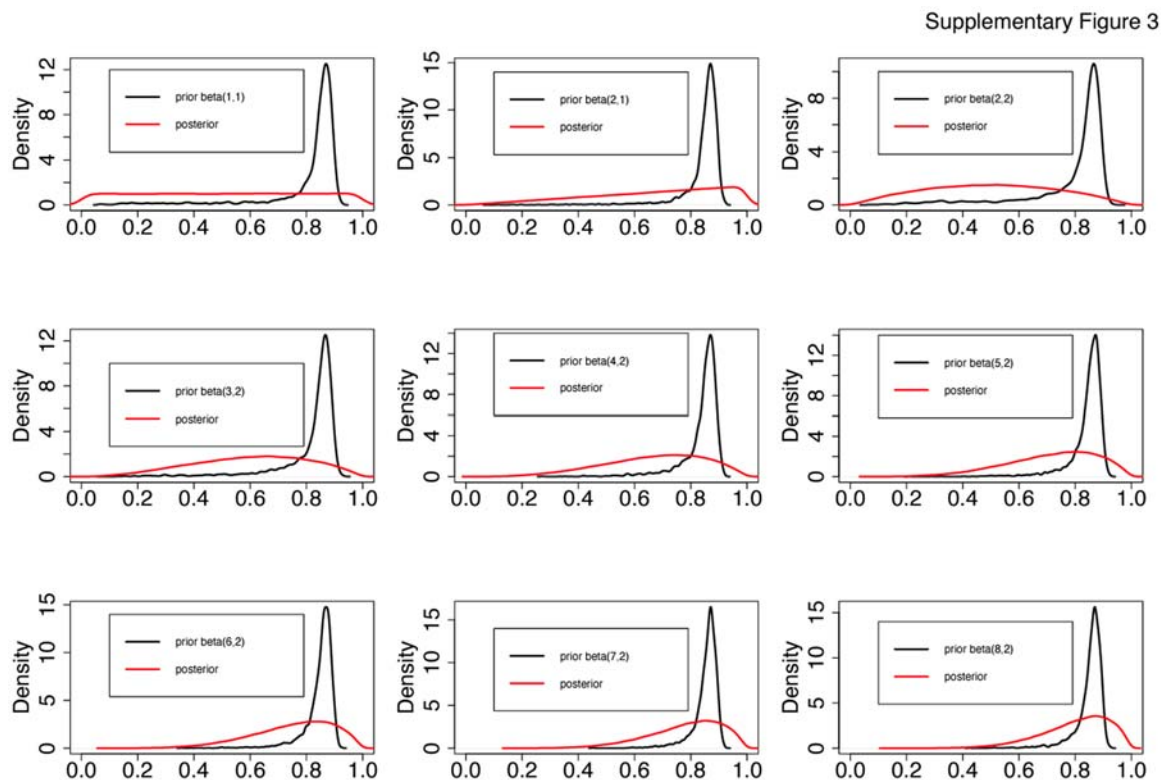 Supplementary Figure 3
Density
12
8
4
0
prior beta(1,1)
posterior
0.0 0.2 0.4 0.6 0.8 1.0
Density
15
10
5
0
prior beta(2,1)
posterior
0.0 0.2 0.4 0.6 0.8 1.0
Density
8
4
0
prior beta(2,2)
posterior
0.0 0.2 0.4 0.6 0.8 1.0
Density
12
8
4
0
prior beta(3,2)
posterior
0.0 0.2 0.4 0.6 0.8 1.0
Density
12
8
4
0
prior beta(4,2)
posterior
0.0 0.2 0.4 0.6 0.8 1.0
Density
12
8
4
0
prior beta(5,2)
posterior
0.0 0.2 0.4 0.6 0.8 1.0
Density
15
10
5
0
prior beta(6,2)
posterior
0.0 0.2 0.4 0.6 0.8 1.0
Density
15
10
5
0
prior beta(7,2)
posterior
0.0 0.2 0.4 0.6 0.8 1.0
Density
15
10
5
0
prior beta(8,2)
posterior
0.0 0.2 0.4 0.6 0.8 1.0